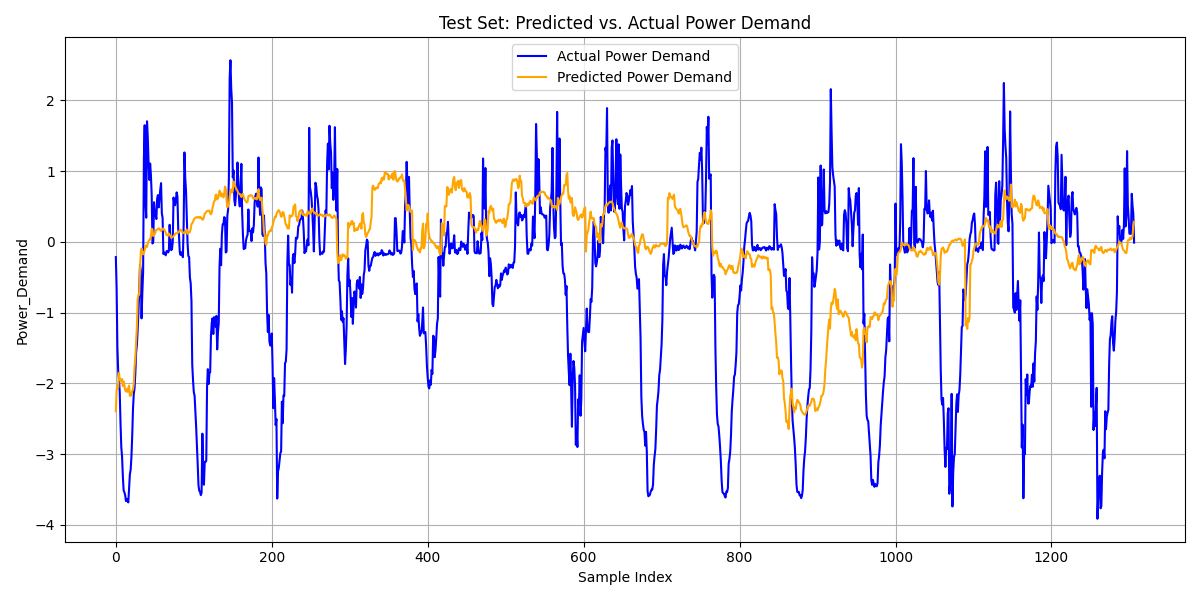 Test Set: Predicted vs. Actual Power Demand
Actual Power Demand
Predicted Power Demand
Power_Demand
2
1
0
−1
−2
−3
−4
0 200 400 600 800 1000 1200
Sample Index